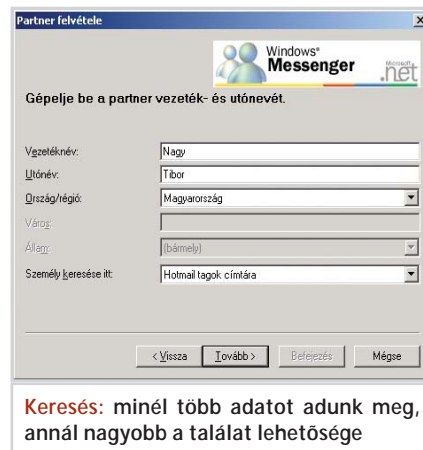 Partner felvétele
Windows®
Messenger
Microsoft
.net
Gépelje be a partner vezeték- és utónevét.
Vezetéknév: Nagy
Utónév: Tibor
Ország/régió: Magyarország
Város:
Állam: (bármely)
Személy keresése itt: Hotmail tagok címtára
< Vissza Tovább > Befejezés Mégse
Keresés: minél több adatot adunk meg,
annál nagyobb a találat lehetõsége